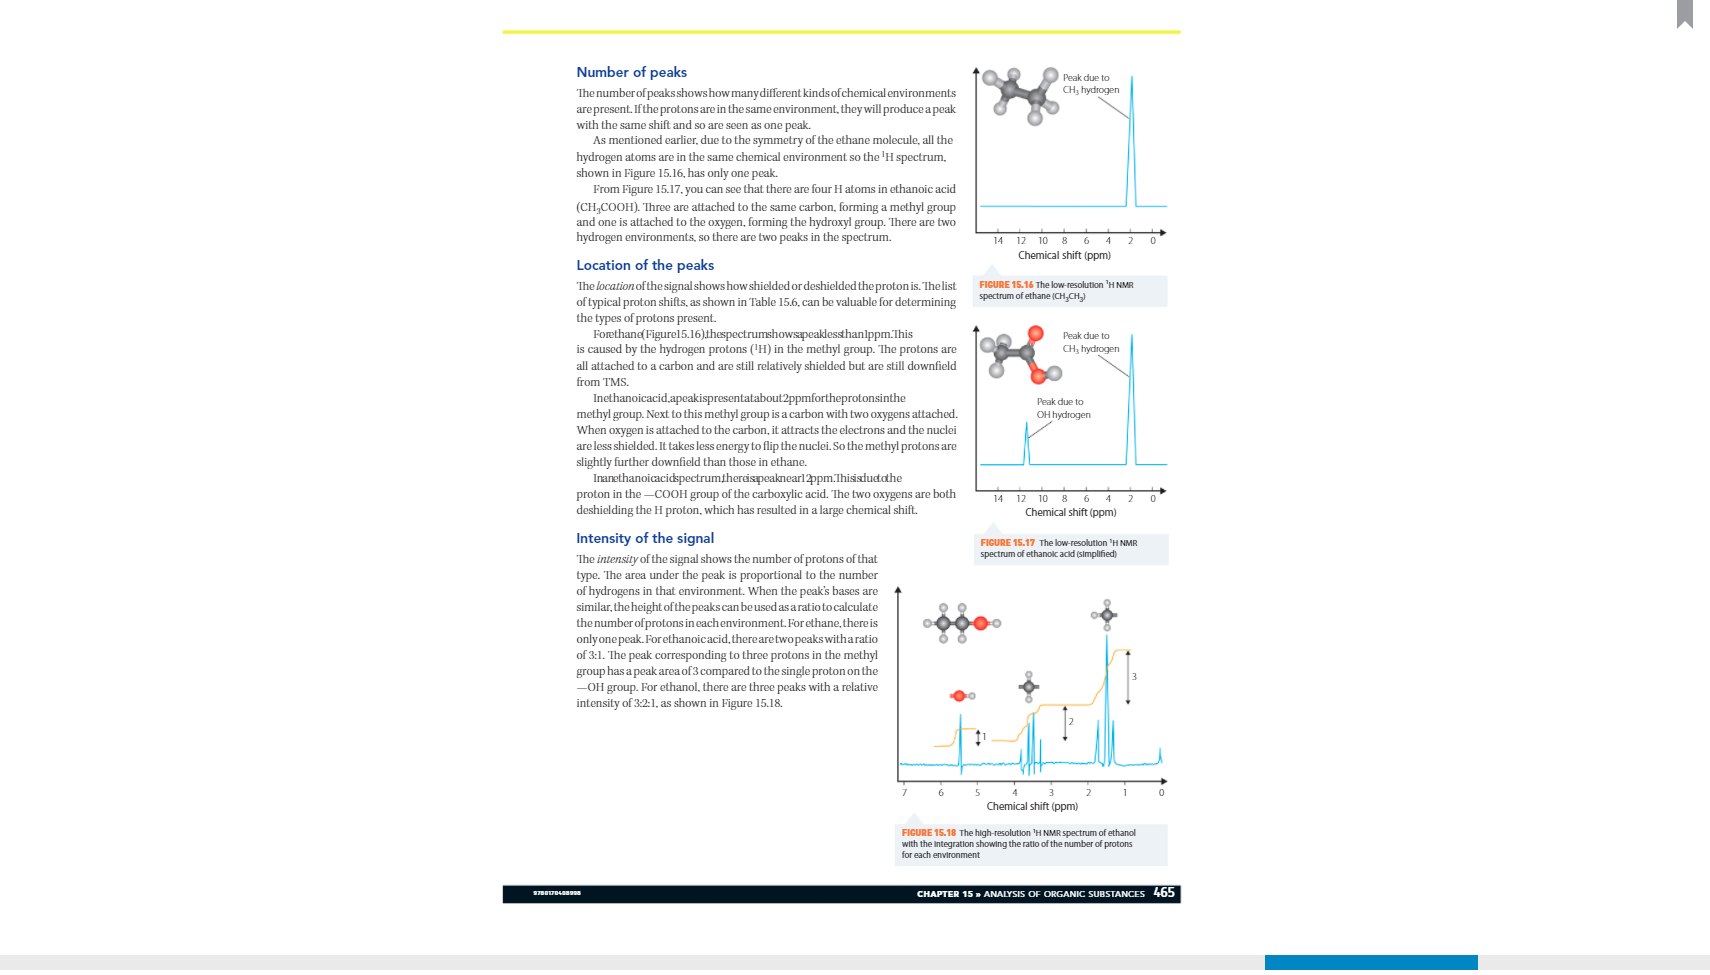 Number of peaks
The number of peaks shows how many different kinds of chemical environments
are present. If the protons are in the same environment, they will produce a peak
with the same shift and so are seen as one peak.
As mentioned earlier, due to the symmetry of the ethane molecule, all the
hydrogen atoms are in the same chemical environment so the ¹H spectrum,
shown in Figure 15.16, has only one peak.
From Figure 15.17, you can see that there are four H atoms in ethanoic acid
(CH₃COOH). Three are attached to the same carbon, forming a methyl group
and one is attached to the oxygen, forming the hydroxyl group. There are two
hydrogen environments, so there are two peaks in the spectrum.
Location of the peaks
The location of the signal shows how shielded or deshielded the proton is. The list
of typical proton shifts, as shown in Table 15.6, can be valuable for determining
the types of protons present.
For ethane (Figure 15.16), the spectrum shows a peak less than 1 ppm. This
is caused by the hydrogen protons (¹H) in the methyl group. The protons are
all attached to a carbon and are still relatively shielded but are still downfield
from TMS.
In ethanoic acid, a peak is present at about 2 ppm for the protons in the
methyl group. Next to this methyl group is a carbon with two oxygens attached.
When oxygen is attached to the carbon, it attracts the electrons and the nuclei
are less shielded. It takes less energy to flip the nuclei. So the methyl protons are
slightly further downfield than those in ethane.
In an ethanoic acid spectrum, there is a peak near 12 ppm. This is due to the
proton in the —COOH group of the carboxylic acid. The two oxygens are both
deshielding the H proton, which has resulted in a large chemical shift.
Intensity of the signal
The intensity of the signal shows the number of protons of that
type. The area under the peak is proportional to the number
of hydrogens in that environment. When the peak's bases are
similar, the height of the peaks can be used as a ratio to calculate
the number of protons in each environment. For ethane, there is
only one peak. For ethanoic acid, there are two peaks with a ratio
of 3:1. The peak corresponding to three protons in the methyl
group has a peak area of 3 compared to the single proton on the
—OH group. For ethanol, there are three peaks with a relative
intensity of 3:2:1, as shown in Figure 15.18.
Peak due to
CH₃ hydrogen
14 12 10 8 6 4 2 0
Chemical shift (ppm)
FIGURE 15.16 The low-resolution ¹H NMR
spectrum of ethane (CH₃CH₃)
Peak due to
CH₃ hydrogen
Peak due to
OH hydrogen
14 12 10 8 6 4 2 0
Chemical shift (ppm)
FIGURE 15.17 The low-resolution ¹H NMR
spectrum of ethanoic acid (simplified)
3
2
1
7 6 5 4 3 2 1 0
Chemical shift (ppm)
FIGURE 15.18 The high-resolution ¹H NMR spectrum of ethanol
with the integration showing the ratio of the number of protons
for each environment
9780170408998
CHAPTER 15 » ANALYSIS OF ORGANIC SUBSTANCES 465